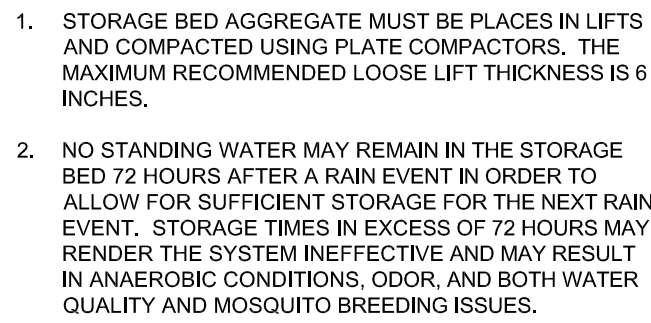 1. STORAGE BED AGGREGATE MUST BE PLACES IN LIFTS
AND COMPACTED USING PLATE COMPACTORS. THE
MAXIMUM RECOMMENDED LOOSE LIFT THICKNESS IS 6
INCHES.
2. NO STANDING WATER MAY REMAIN IN THE STORAGE
BED 72 HOURS AFTER A RAIN EVENT IN ORDER TO
ALLOW FOR SUFFICIENT STORAGE FOR THE NEXT RAIN
EVENT. STORAGE TIMES IN EXCESS OF 72 HOURS MAY
RENDER THE SYSTEM INEFFECTIVE AND MAY RESULT
IN ANAEROBIC CONDITIONS, ODOR, AND BOTH WATER
QUALITY AND MOSQUITO BREEDING ISSUES.